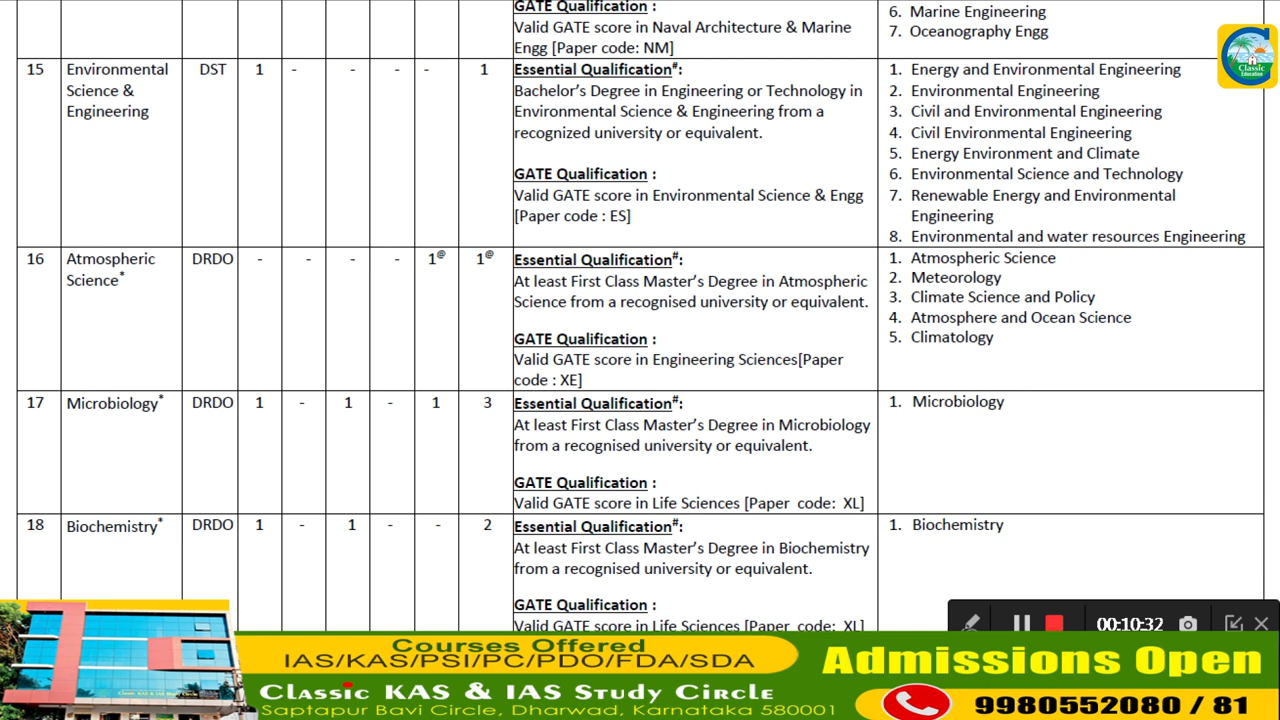 GATE Qualification :
Valid GATE score in Naval Architecture & Marine
Engg [Paper code: NM]
6. Marine Engineering
7. Oceanography Engg
Classic
Education
15
Environmental
Science &
Engineering
DST
1
-
-
-
-
1
Essential Qualification#:
Bachelor's Degree in Engineering or Technology in
Environmental Science & Engineering from a
recognized university or equivalent.
GATE Qualification :
Valid GATE score in Environmental Science & Engg
[Paper code : ES]
1. Energy and Environmental Engineering
2. Environmental Engineering
3. Civil and Environmental Engineering
4. Civil Environmental Engineering
5. Energy Environment and Climate
6. Environmental Science and Technology
7. Renewable Energy and Environmental
Engineering
8. Environmental and water resources Engineering
16
Atmospheric
Science*
DRDO
-
-
-
-
1@
1@
Essential Qualification#:
At least First Class Master's Degree in Atmospheric
Science from a recognised university or equivalent.
GATE Qualification :
Valid GATE score in Engineering Sciences[Paper
code : XE]
1. Atmospheric Science
2. Meteorology
3. Climate Science and Policy
4. Atmosphere and Ocean Science
5. Climatology
17
Microbiology*
DRDO
1
-
1
-
1
3
Essential Qualification#:
At least First Class Master's Degree in Microbiology
from a recognised university or equivalent.
GATE Qualification :
Valid GATE score in Life Sciences [Paper code: XL]
1. Microbiology
18
Biochemistry*
DRDO
1
-
1
-
-
2
Essential Qualification#:
At least First Class Master's Degree in Biochemistry
from a recognised university or equivalent.
GATE Qualification :
Valid GATE score in Life Sciences [Paper code: XL]
1. Biochemistry
00:10:32
Courses Offered
IAS/KAS/PSI/PC/PDO/FDA/SDA
Classic KAS & IAS Study Circle
Saptapur Bavi Circle, Dharwad, Karnataka 580001
Admissions Open
9980552080 / 81